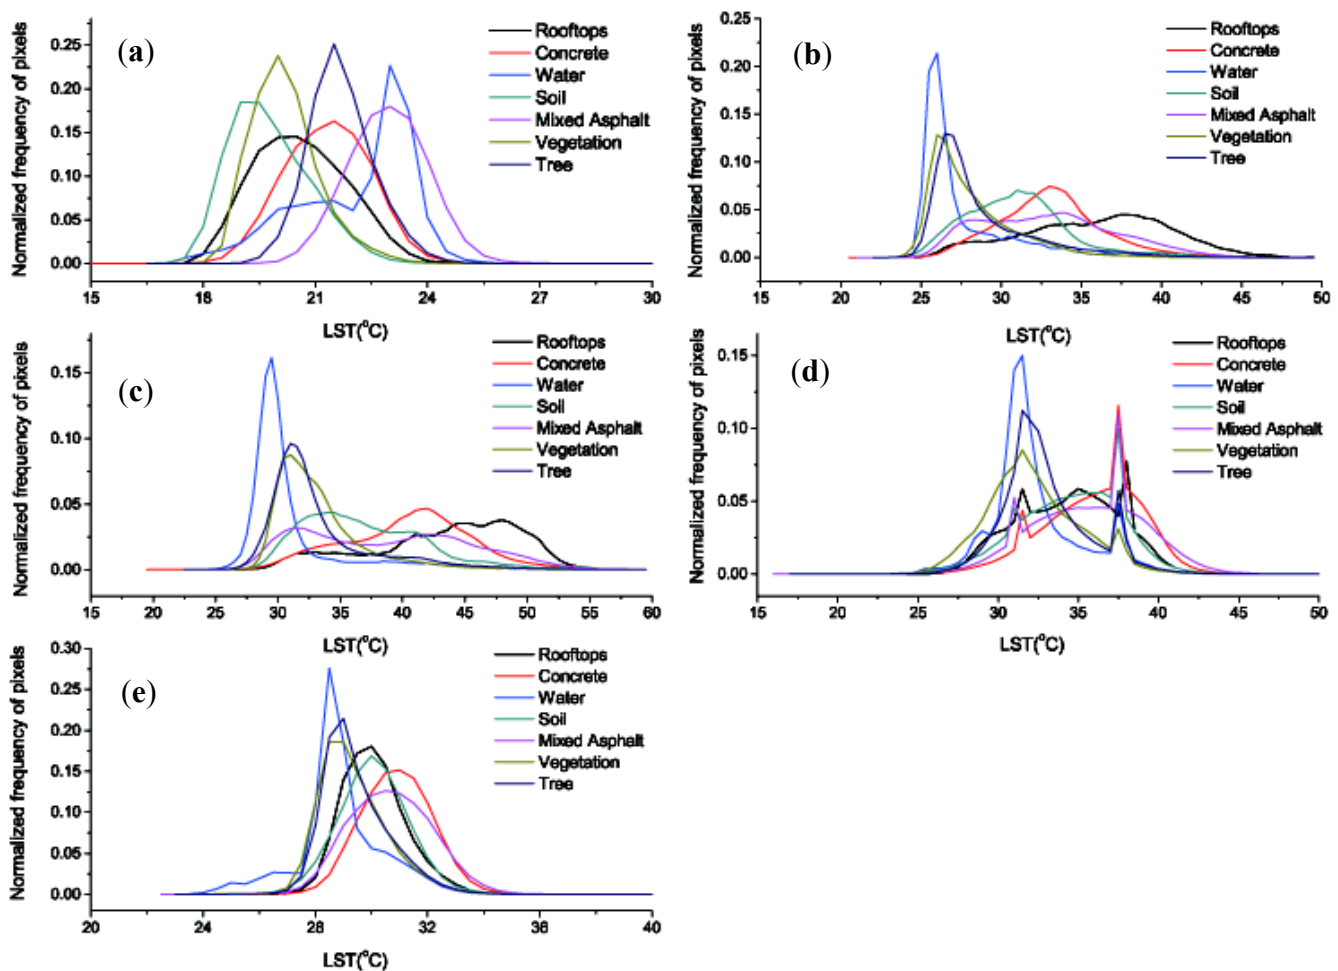 (a)
Normalized frequency of pixels
0.25
0.20
0.15
0.10
0.05
0.00
Rooftops
Concrete
Water
Soil
Mixed Asphalt
Vegetation
Tree
15 18 21 24 27 30
LST(°C)
(b)
Normalized frequency of pixels
0.25
0.20
0.15
0.10
0.05
0.00
Rooftops
Concrete
Water
Soil
Mixed Asphalt
Vegetation
Tree
15 20 25 30 35 40 45 50
LST(°C)
(c)
Normalized frequency of pixels
0.15
0.10
0.05
0.00
Rooftops
Concrete
Water
Soil
Mixed Asphalt
Vegetation
Tree
15 20 25 30 35 40 45 50 55 60
LST(°C)
(d)
Normalized frequency of pixels
0.15
0.10
0.05
0.00
Rooftops
Concrete
Water
Soil
Mixed Asphalt
Vegetation
Tree
15 20 25 30 35 40 45 50
LST(°C)
(e)
Normalized frequency of pixels
0.30
0.25
0.20
0.15
0.10
0.05
0.00
Rooftops
Concrete
Water
Soil
Mixed Asphalt
Vegetation
Tree
20 24 28 32 36 40
LST(°C)